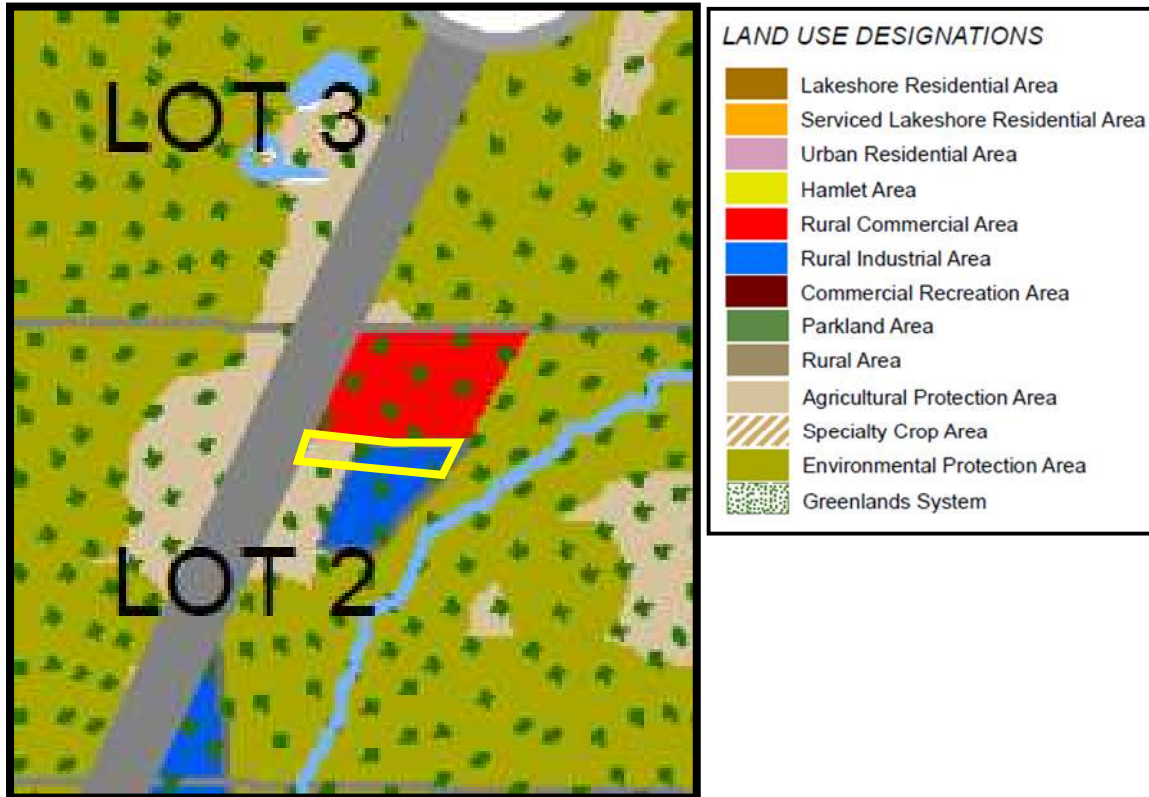 LOT 3
LOT 2
LAND USE DESIGNATIONS
Lakeshore Residential Area
Serviced Lakeshore Residential Area
Urban Residential Area
Hamlet Area
Rural Commercial Area
Rural Industrial Area
Commercial Recreation Area
Parkland Area
Rural Area
Agricultural Protection Area
Specialty Crop Area
Environmental Protection Area
Greenlands System